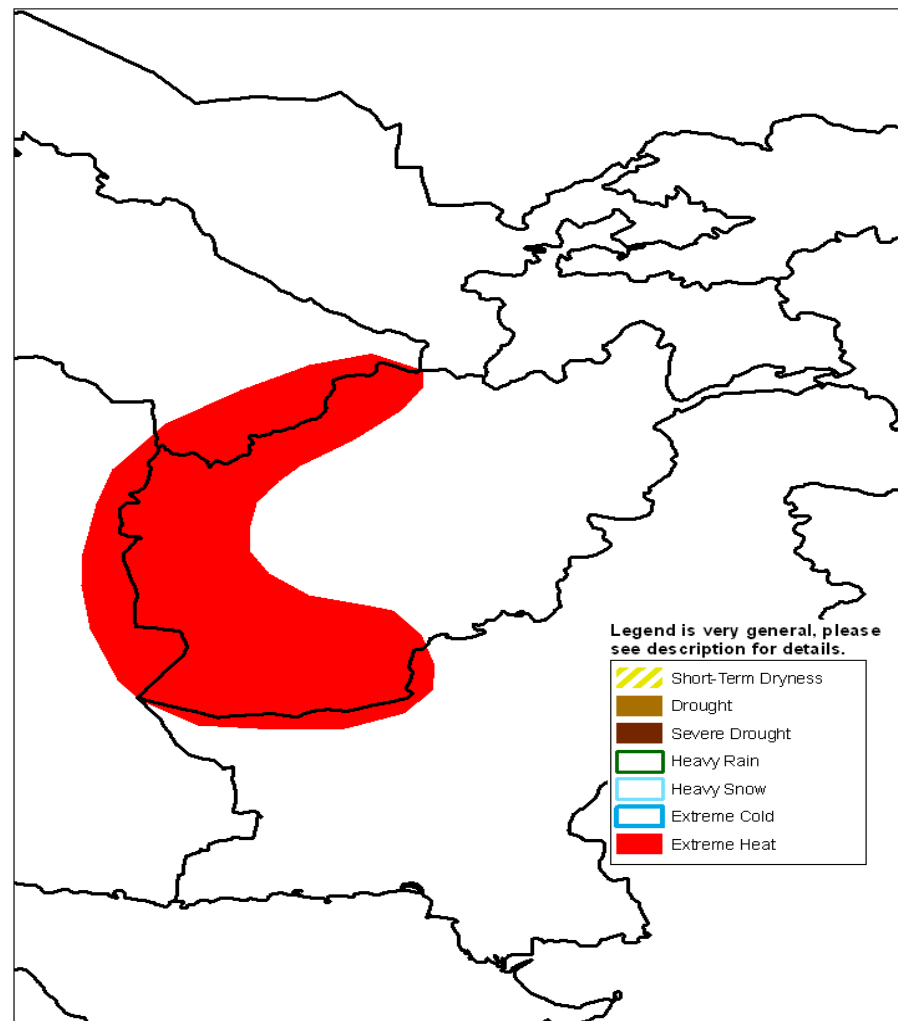 Legend is very general, please
see description for details.
Short-Term Dryness
Drought
Severe Drought
Heavy Rain
Heavy Snow
Extreme Cold
Extreme Heat